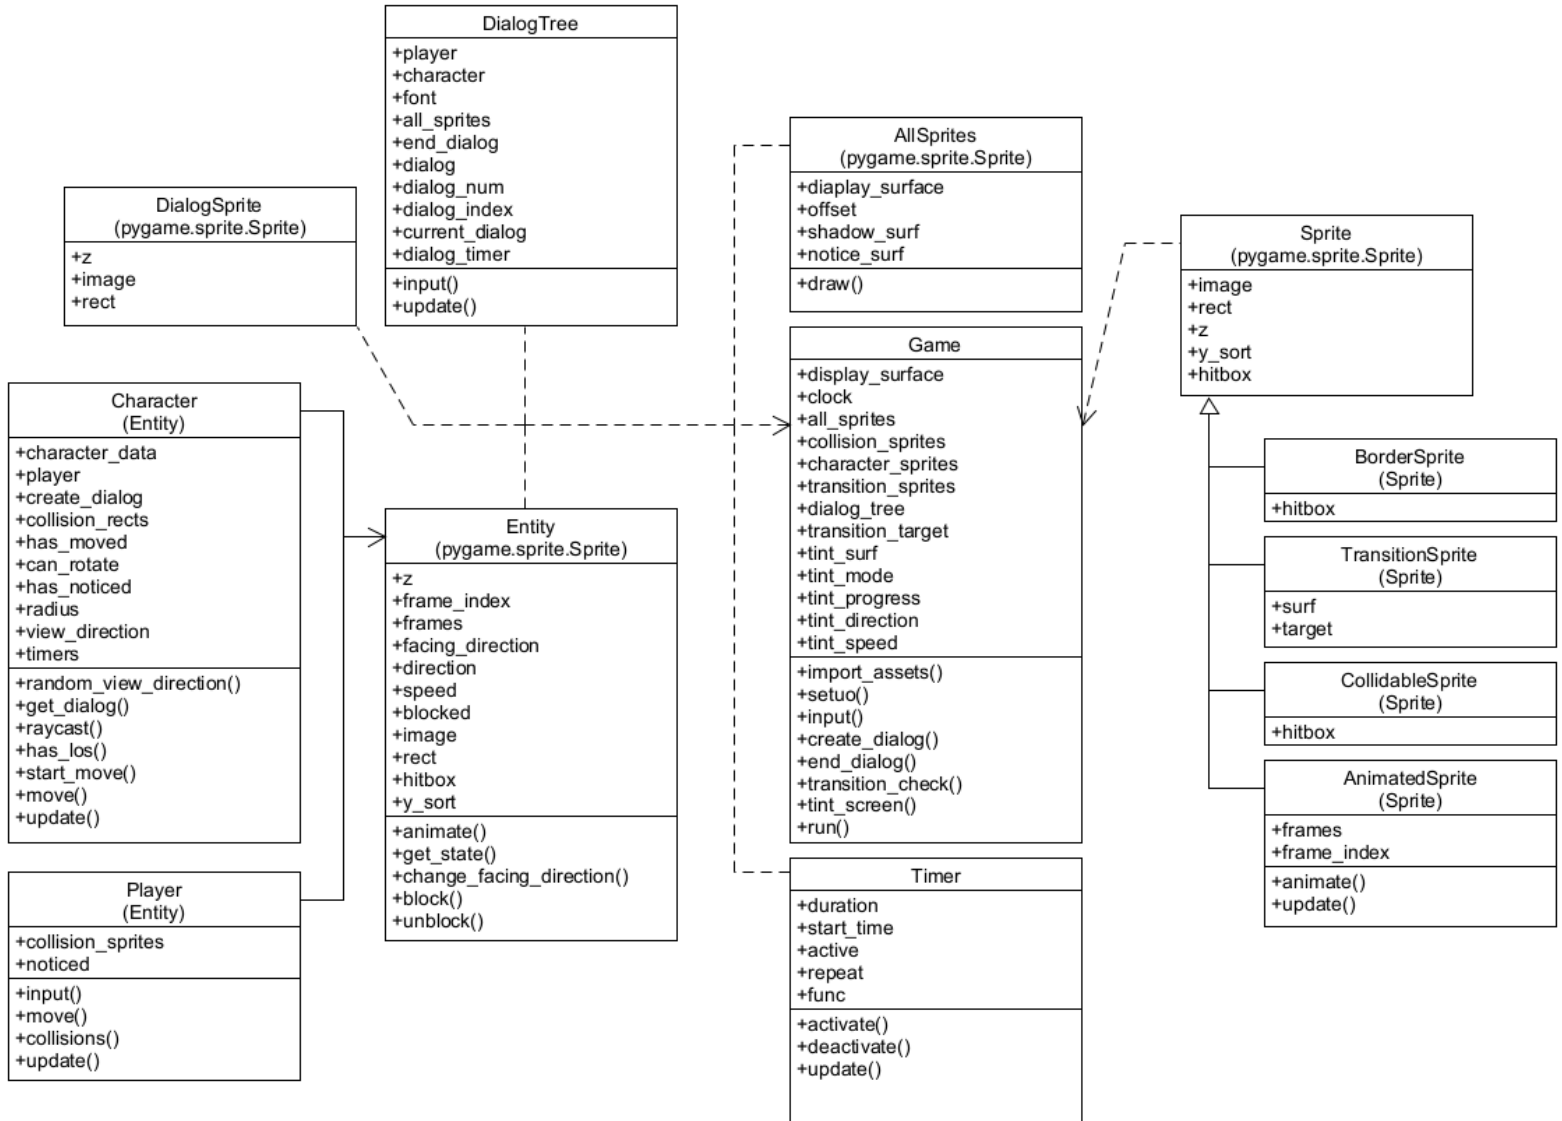 DialogTree
+player
+character
+font
+all_sprites
+end_dialog
+dialog
+dialog_num
+dialog_index
+current_dialog
+dialog_timer
+input()
+update()
DialogSprite
(pygame.sprite.Sprite)
+z
+image
+rect
Character
(Entity)
+character_data
+player
+create_dialog
+collision_rects
+has_moved
+can_rotate
+has_noticed
+radius
+view_direction
+timers
+random_view_direction()
+get_dialog()
+raycast()
+has_los()
+start_move()
+move()
+update()
Player
(Entity)
+collision_sprites
+noticed
+input()
+move()
+collisions()
+update()
Entity
(pygame.sprite.Sprite)
+z
+frame_index
+frames
+facing_direction
+direction
+speed
+blocked
+image
+rect
+hitbox
+y_sort
+animate()
+get_state()
+change_facing_direction()
+block()
+unblock()
AllSprites
(pygame.sprite.Sprite)
+diaplay_surface
+offset
+shadow_surf
+notice_surf
+draw()
Game
+display_surface
+clock
+all_sprites
+collision_sprites
+character_sprites
+transition_sprites
+dialog_tree
+transition_target
+tint_surf
+tint_mode
+tint_progress
+tint_direction
+tint_speed
+import_assets()
+setuo()
+input()
+create_dialog()
+end_dialog()
+transition_check()
+tint_screen()
+run()
Timer
+duration
+start_time
+active
+repeat
+func
+activate()
+deactivate()
+update()
Sprite
(pygame.sprite.Sprite)
+image
+rect
+z
+y_sort
+hitbox
BorderSprite
(Sprite)
+hitbox
TransitionSprite
(Sprite)
+surf
+target
CollidableSprite
(Sprite)
+hitbox
AnimatedSprite
(Sprite)
+frames
+frame_index
+animate()
+update()